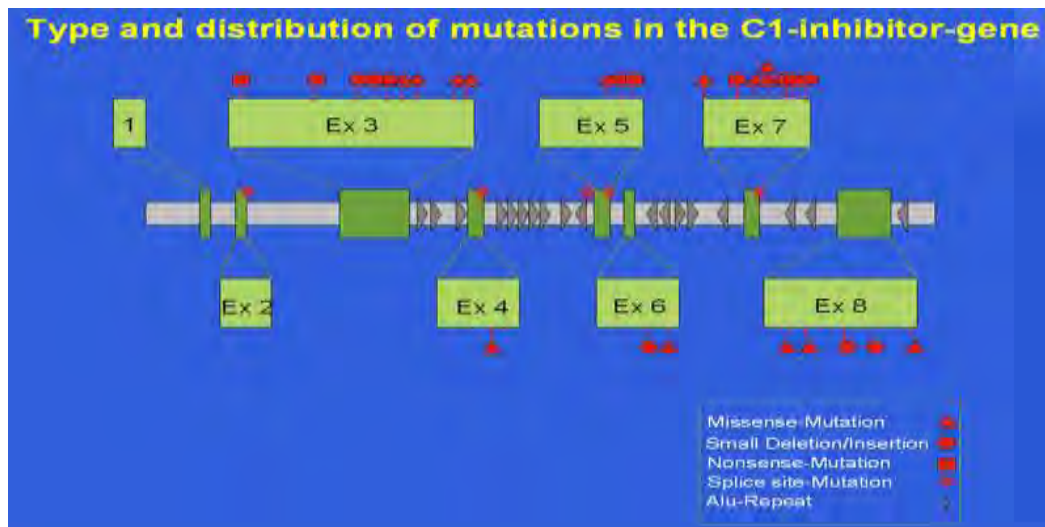 Type and distribution of mutations in the C1-inhibitor-gene
1
Ex 3
Ex 5
Ex 7
Ex 2
Ex 4
Ex 6
Ex 8
Missense-Mutation
Small Deletion/Insertion
Nonsense-Mutation
Splice site-Mutation
Alu-Repeat